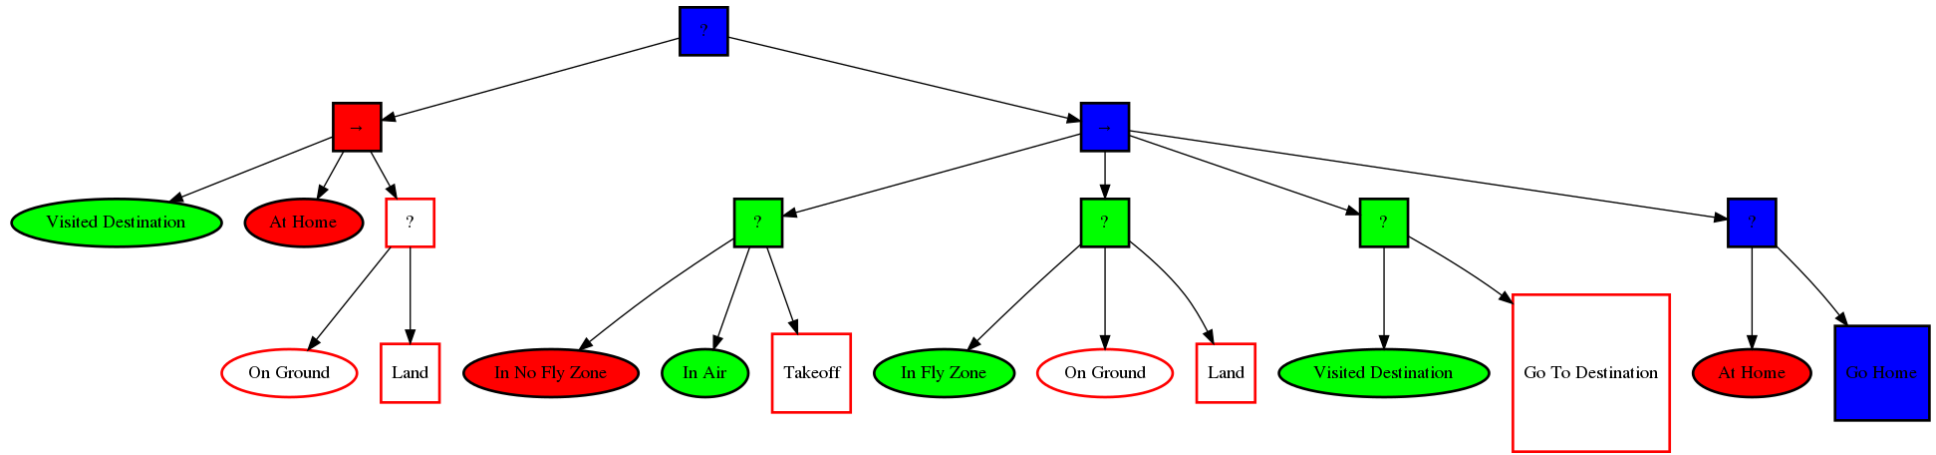 ?
→
→
Visited Destination
At Home
?
?
?
?
?
On Ground
Land
In No Fly Zone
In Air
Takeoff
In Fly Zone
On Ground
Land
Visited Destination
Go To Destination
At Home
Go Home